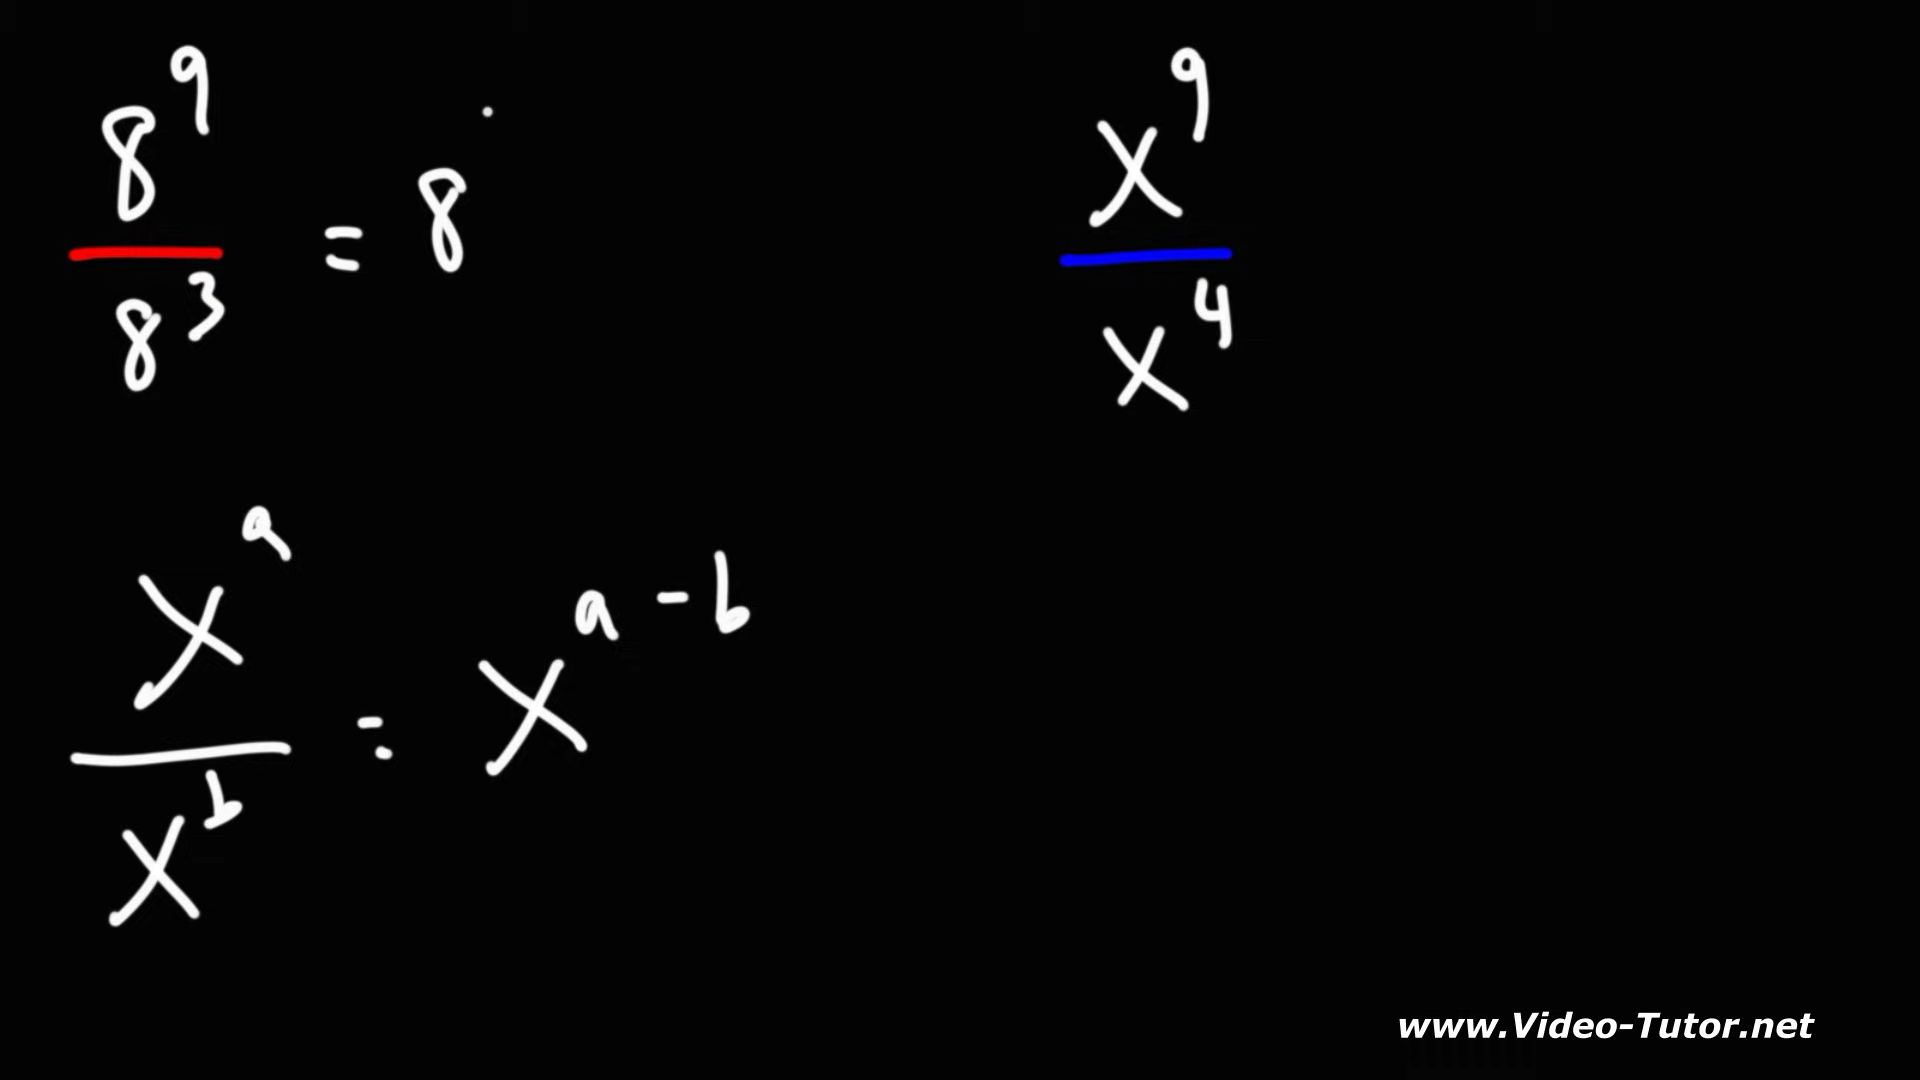 8^9/8^3 = 8
x^9/x^4
x^a/x^b = x^(a-b)
www.Video-Tutor.net